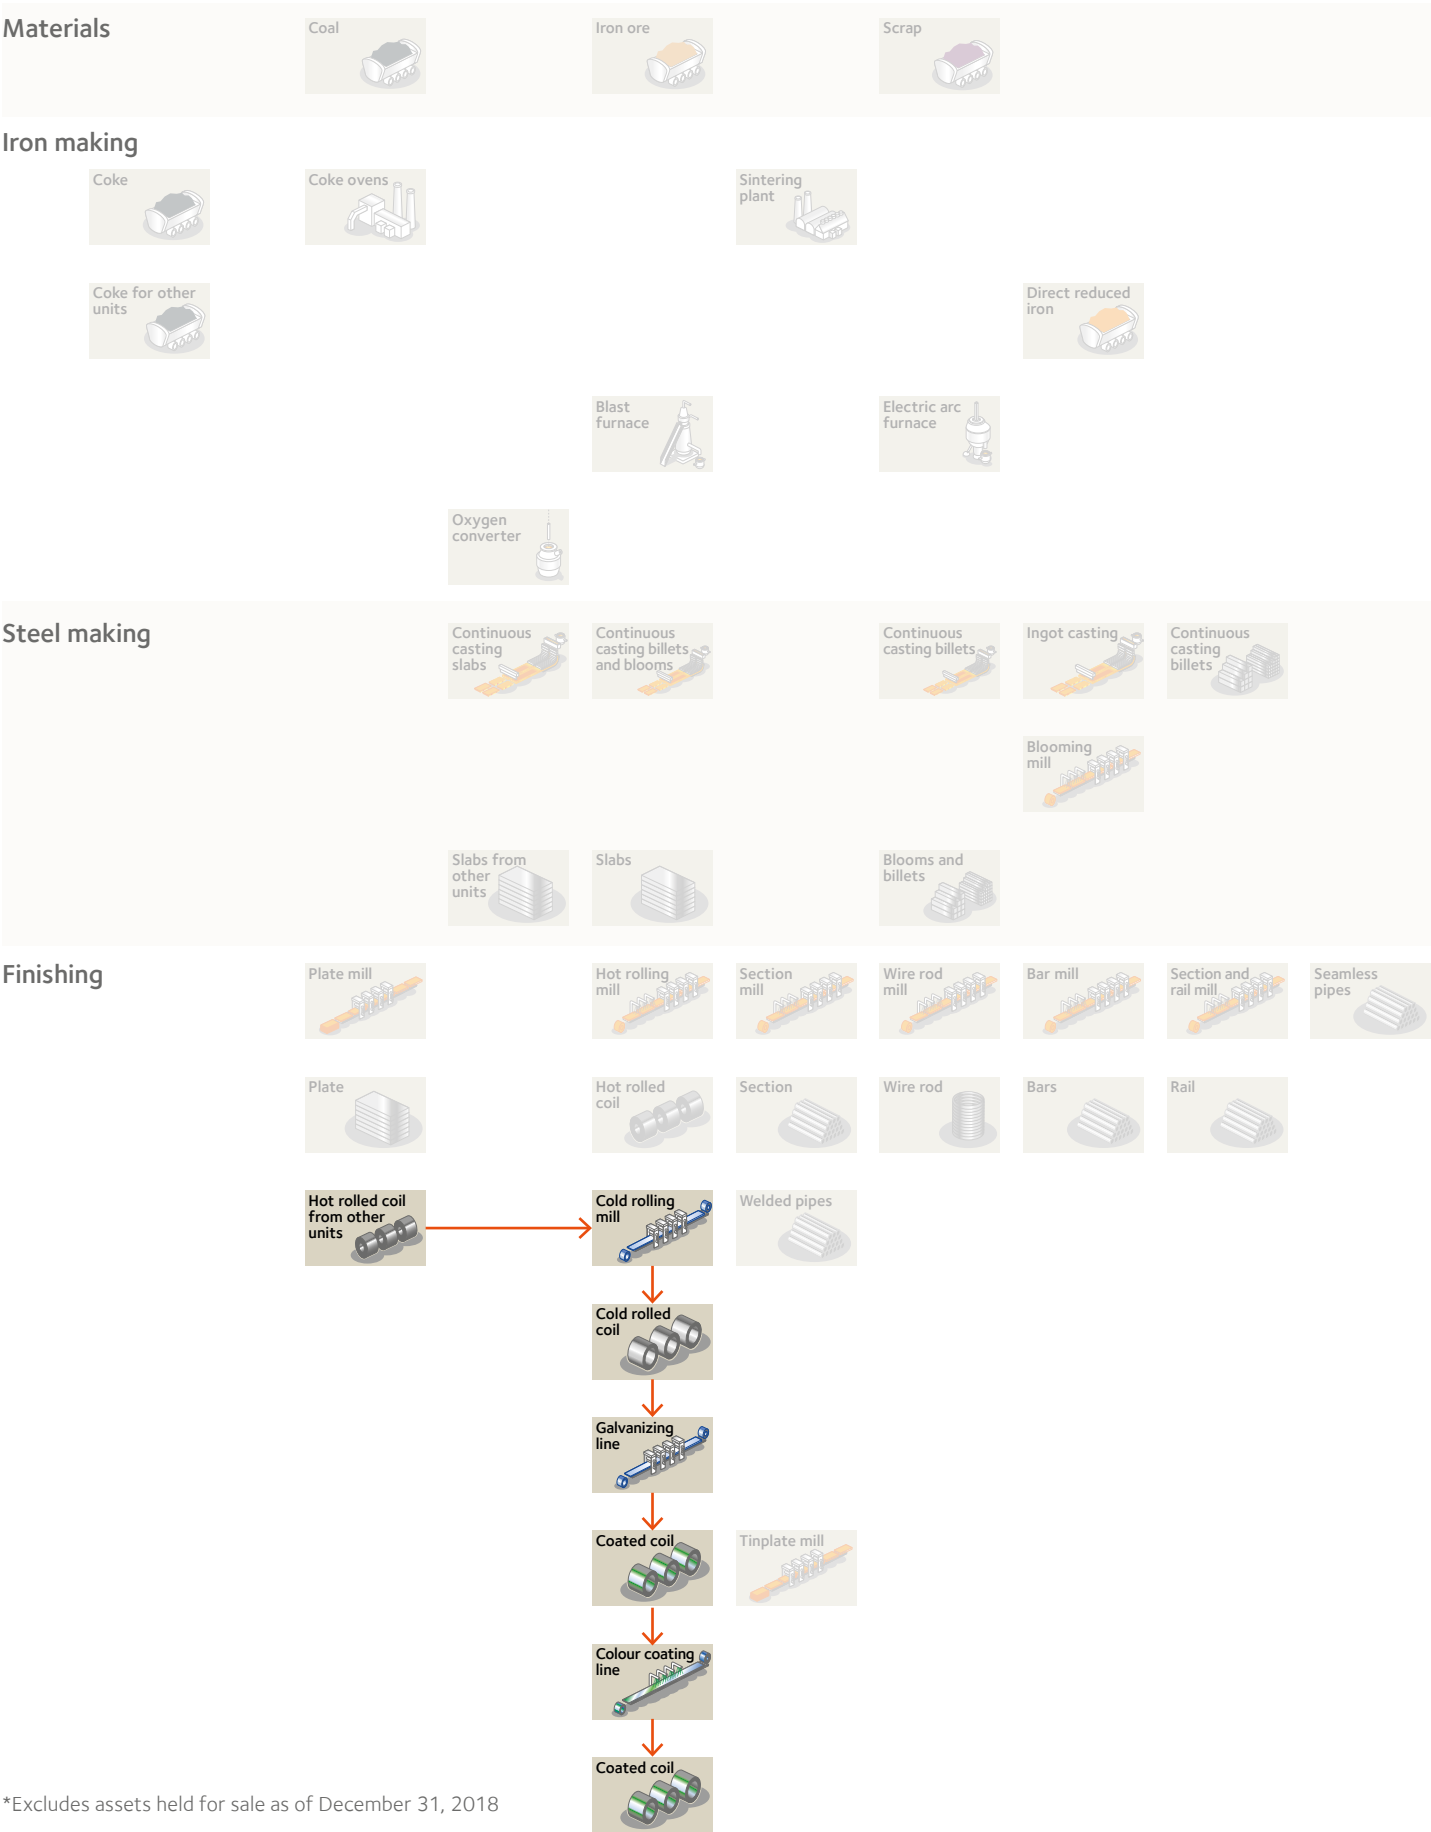 Materials
Coal
Iron ore
Scrap
Iron making
Coke
Coke ovens
Sintering
plant
Coke for other
units
Direct reduced
iron
Blast
furnace
Electric arc
furnace
Oxygen
converter
Steel making
Continuous
casting
slabs
Continuous
casting billets
and blooms
Continuous
casting billets
Ingot casting
Continuous
casting
billets
Blooming
mill
Slabs from
other
units
Slabs
Blooms and
billets
Finishing
Plate mill
Hot rolling
mill
Section
mill
Wire rod
mill
Bar mill
Section and
rail mill
Seamless
pipes
Plate
Hot rolled
coil
Section
Wire rod
Bars
Rail
Hot rolled coil
from other
units
Cold rolling
mill
Welded pipes
Cold rolled
coil
Galvanizing
line
Coated coil
Tinplate mill
Colour coating
line
Coated coil
*Excludes assets held for sale as of December 31, 2018